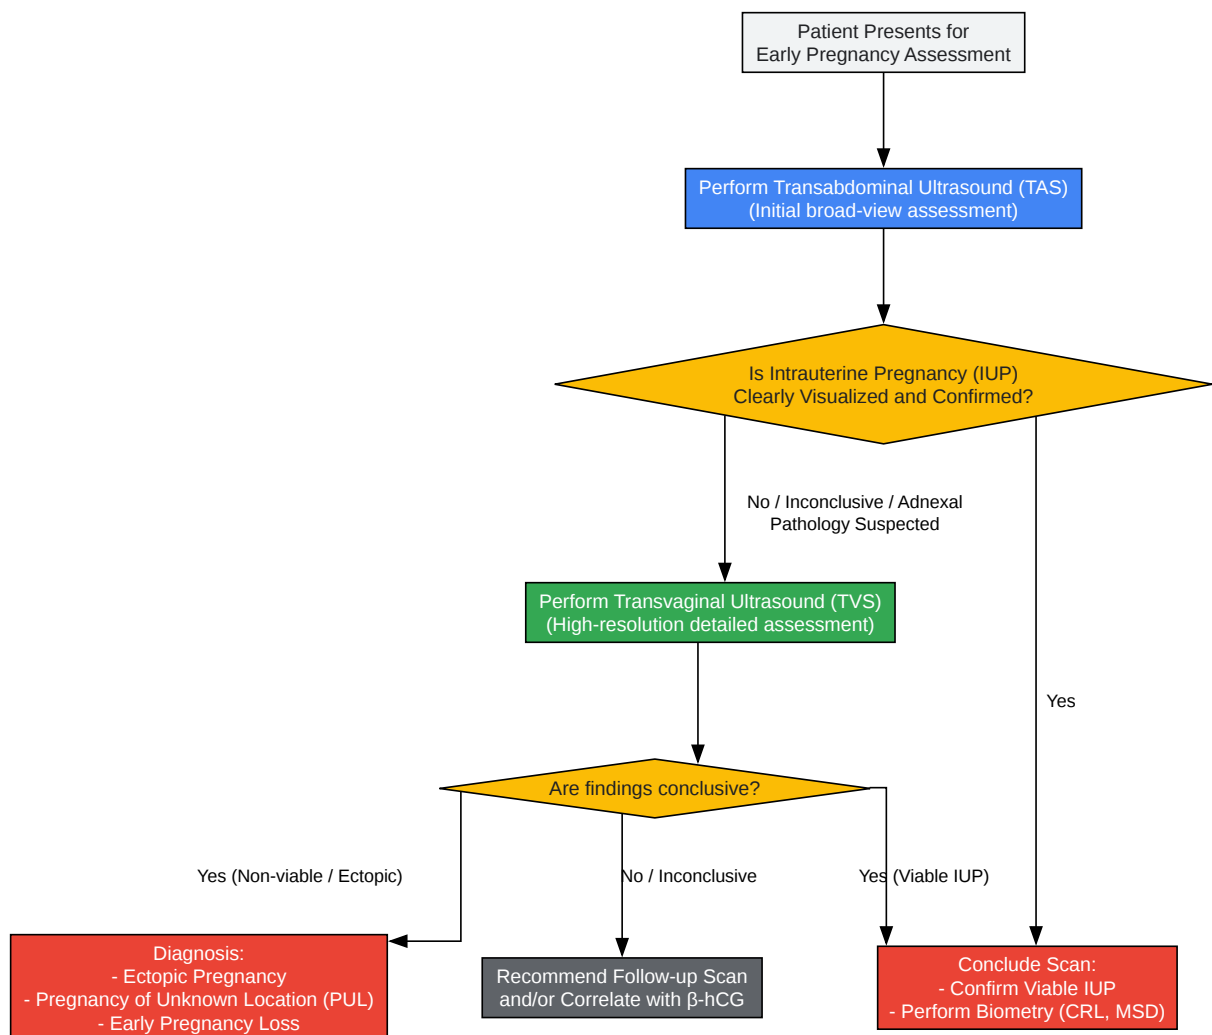 Patient Presents for
Early Pregnancy Assessment
Perform Transabdominal Ultrasound (TAS)
(Initial broad-view assessment)
Is Intrauterine Pregnancy (IUP)
Clearly Visualized and Confirmed?
No / Inconclusive / Adnexal
Pathology Suspected
Perform Transvaginal Ultrasound (TVS)
(High-resolution detailed assessment)
Yes
Are findings conclusive?
Yes (Non-viable / Ectopic)
No / Inconclusive
Yes (Viable IUP)
Diagnosis:
- Ectopic Pregnancy
- Pregnancy of Unknown Location (PUL)
- Early Pregnancy Loss
Recommend Follow-up Scan
and/or Correlate with β-hCG
Conclude Scan:
- Confirm Viable IUP
- Perform Biometry (CRL, MSD)